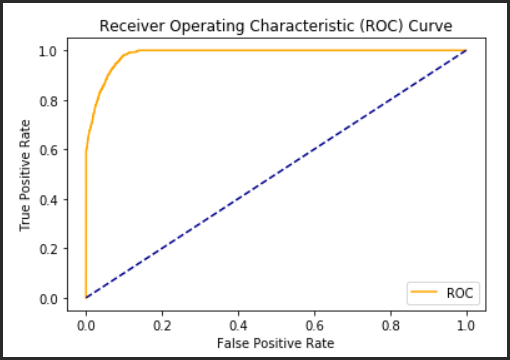 Receiver Operating Characteristic (ROC) Curve
1.0
0.8
0.6
0.4
0.2
0.0
True Positive Rate
ROC
0.0 0.2 0.4 0.6 0.8 1.0
False Positive Rate